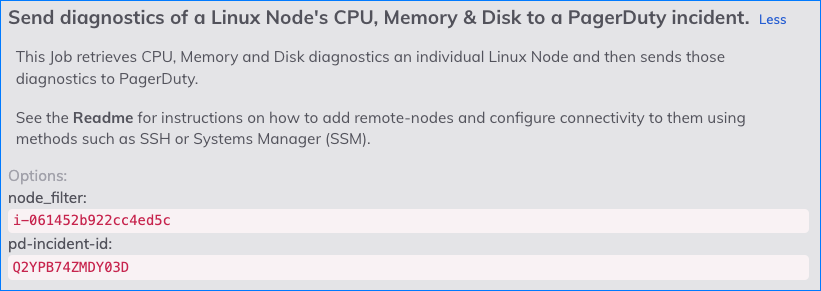 Send diagnostics of a Linux Node's CPU, Memory & Disk to a PagerDuty incident. Less
This Job retrieves CPU, Memory and Disk diagnostics an individual Linux Node and then sends those
diagnostics to PagerDuty.
See the Readme for instructions on how to add remote-nodes and configure connectivity to them using
methods such as SSH or Systems Manager (SSM).
Options:
node_filter:
i-061452b922cc4ed5c
pd-incident-id:
Q2YPB74ZMDY03D